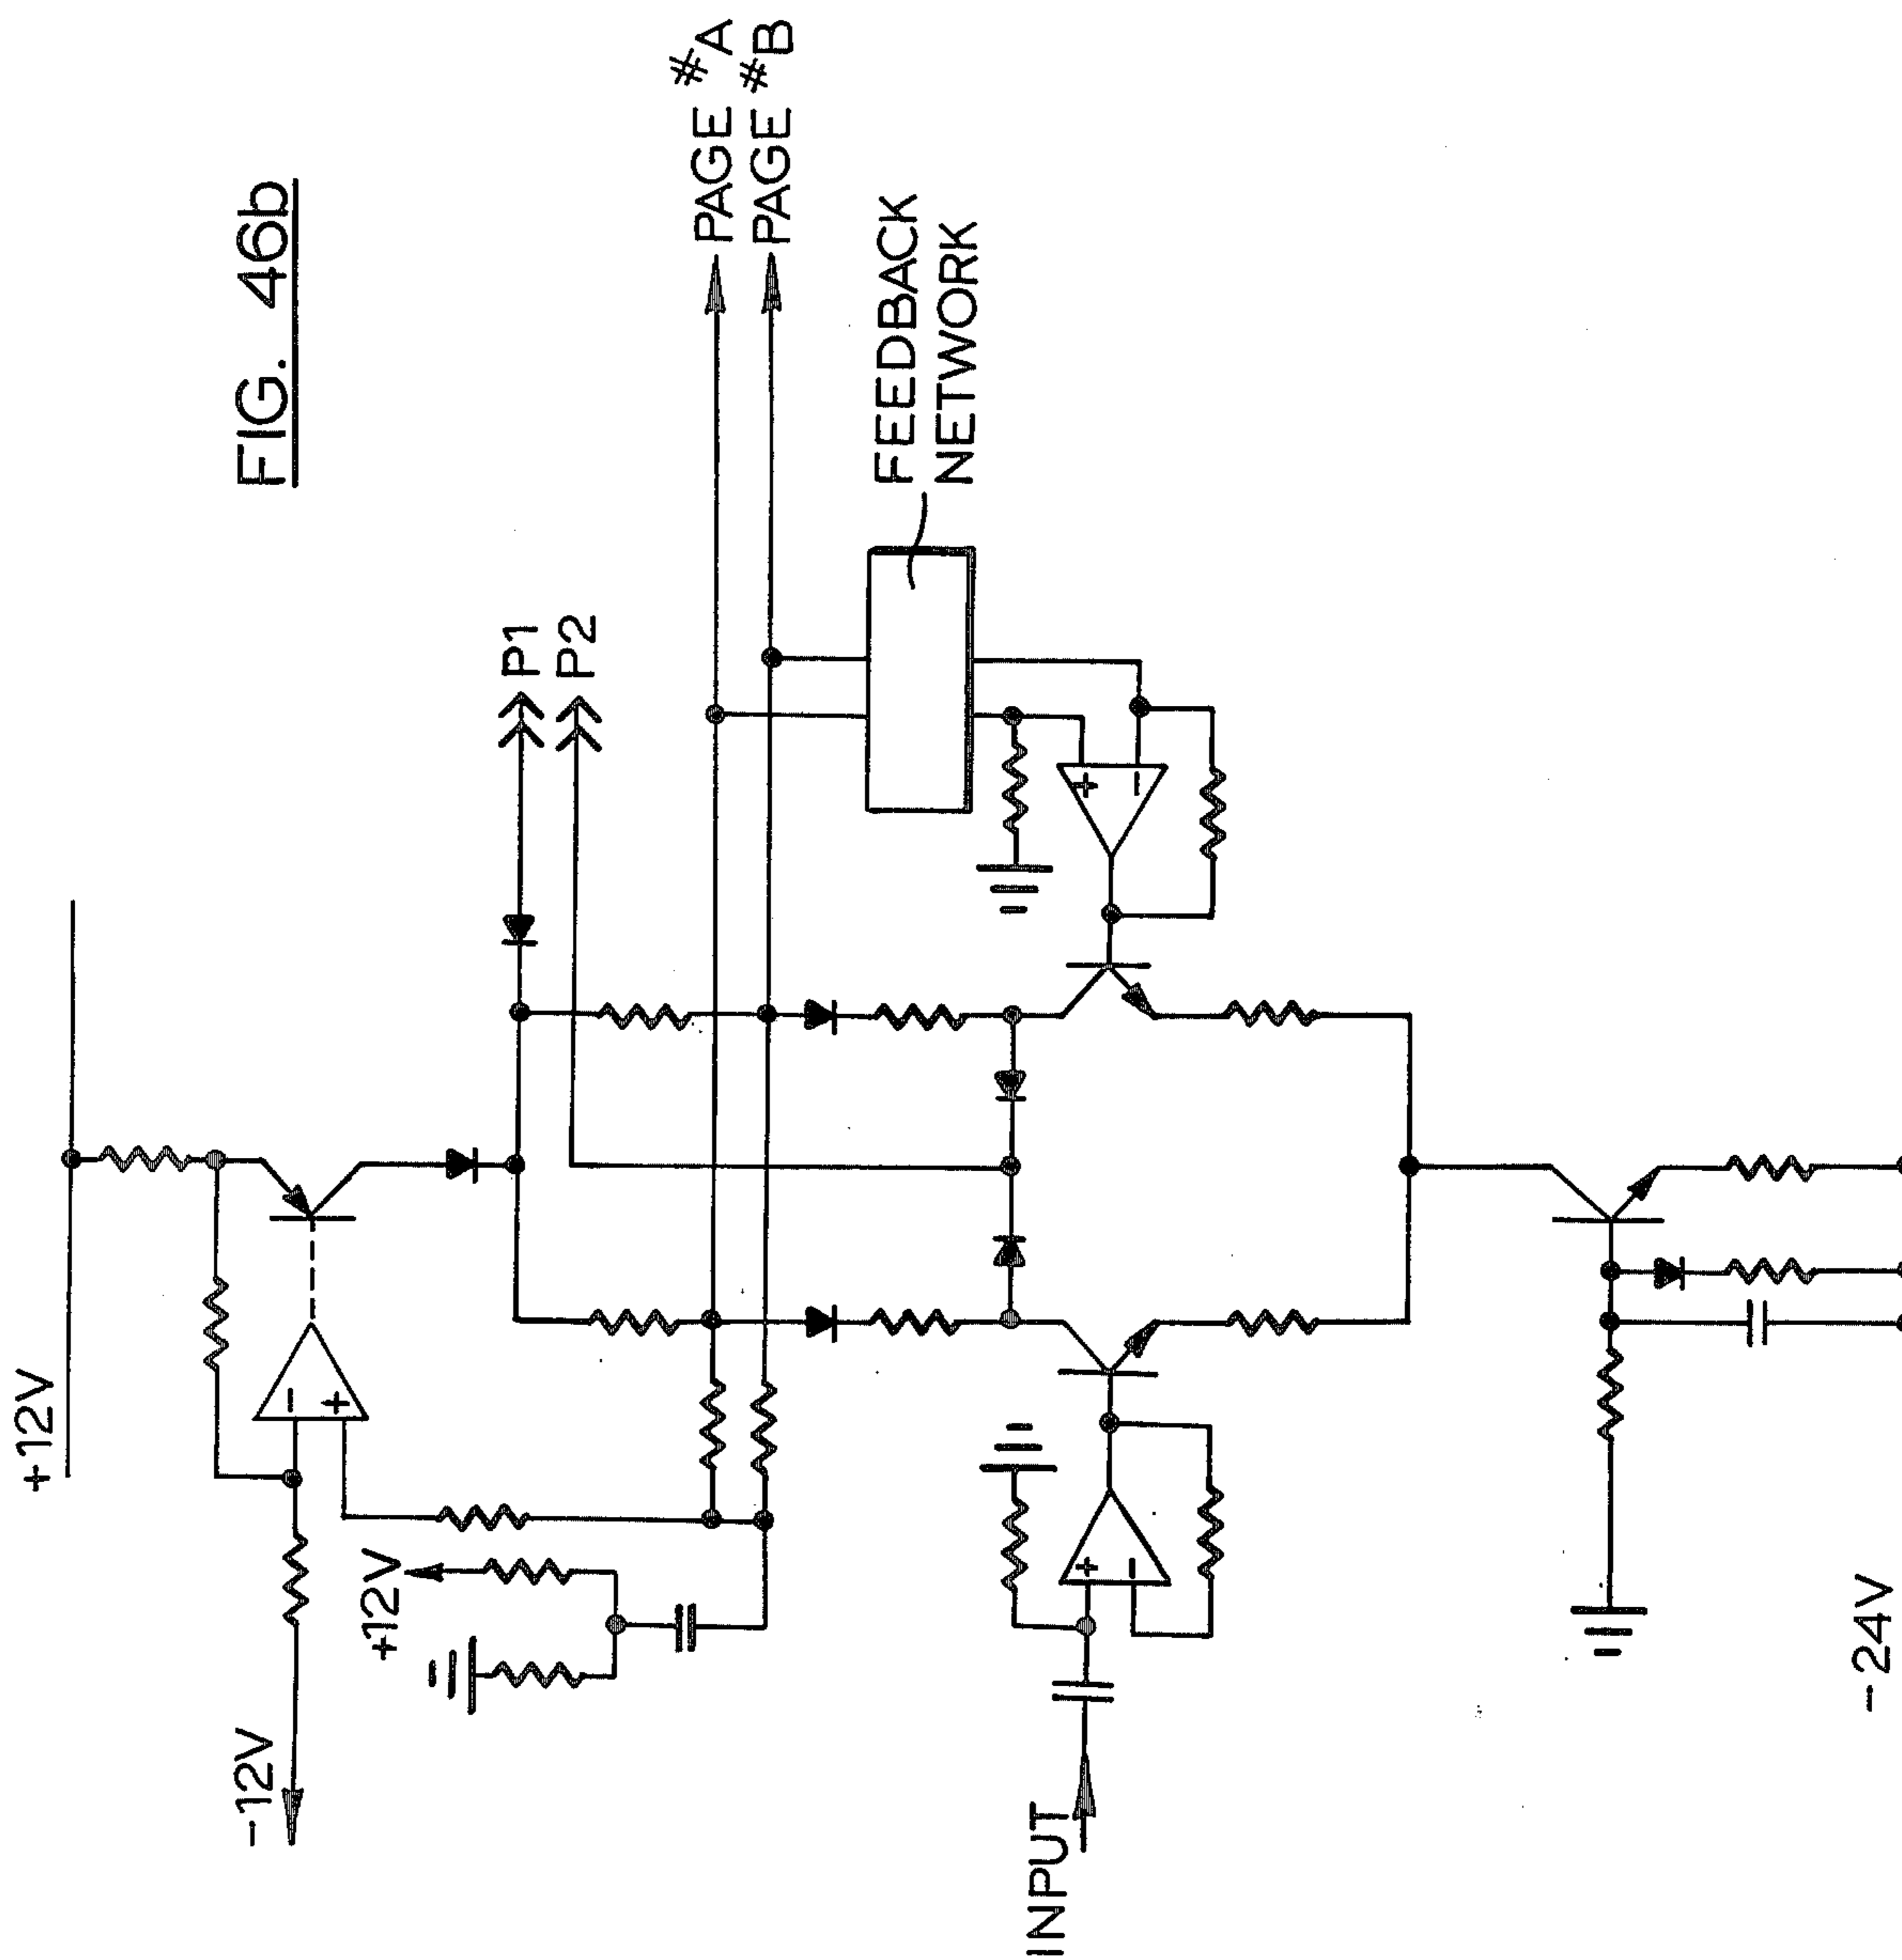 FIG. 46b
+12V
-12V
+12V
P1
P2
PAGE #A
PAGE #B
FEEDBACK
NETWORK
-
+
+
-
+
-
INPUT
-24V